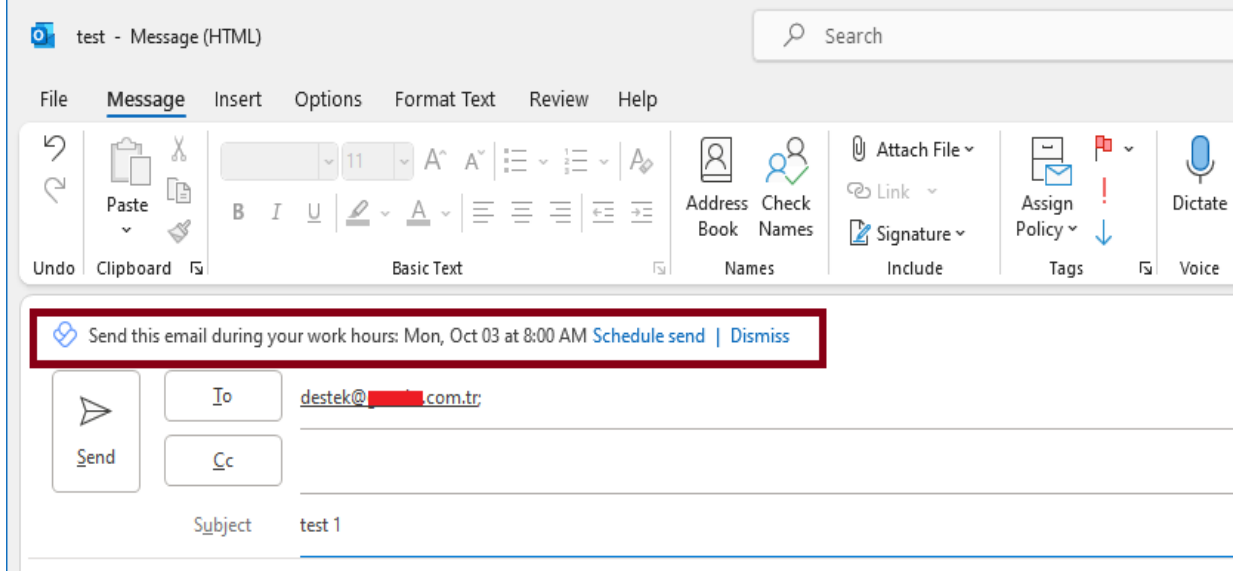 test - Message (HTML)
Search
File Message Insert Options Format Text Review Help
Paste
11
B I U A
Address Book
Check Names
Attach File
Link
Signature
Assign Policy
Dictate
Undo Clipboard Basic Text Names Include Tags Voice
Send this email during your work hours: Mon, Oct 03 at 8:00 AM Schedule send | Dismiss
Send
To
destek@ .com.tr;
Cc
Subject
test 1